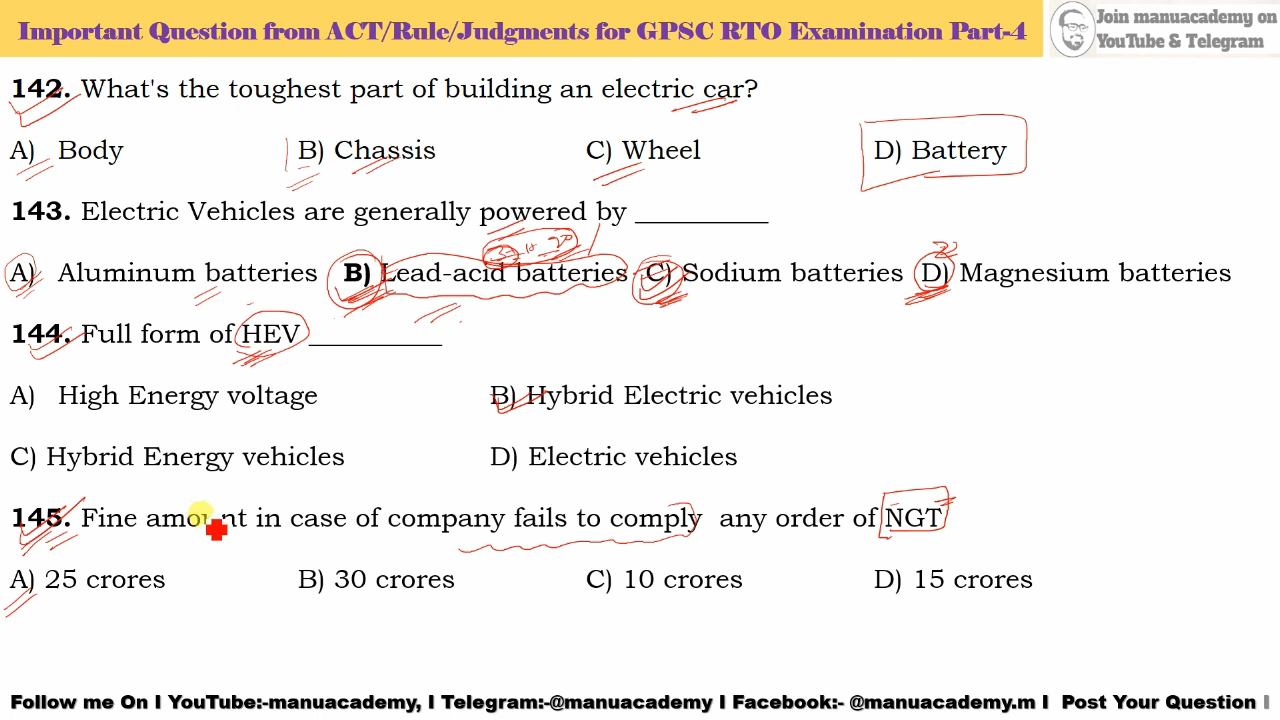 Important Question from ACT/Rule/Judgments for GPSC RTO Examination Part-4
Join manuacademy on
YouTube & Telegram
142. What's the toughest part of building an electric car?
A) Body B) Chassis C) Wheel D) Battery
143. Electric Vehicles are generally powered by __________
A) Aluminum batteries B) Lead-acid batteries C) Sodium batteries D) Magnesium batteries
144. Full form of HEV __________
A) High Energy voltage B) Hybrid Electric vehicles
C) Hybrid Energy vehicles D) Electric vehicles
145. Fine amount in case of company fails to comply any order of NGT
A) 25 crores B) 30 crores C) 10 crores D) 15 crores
Follow me On I YouTube:-manuacademy, I Telegram:-@manuacademy I Facebook:- @manuacademy.m I Post Your Question I